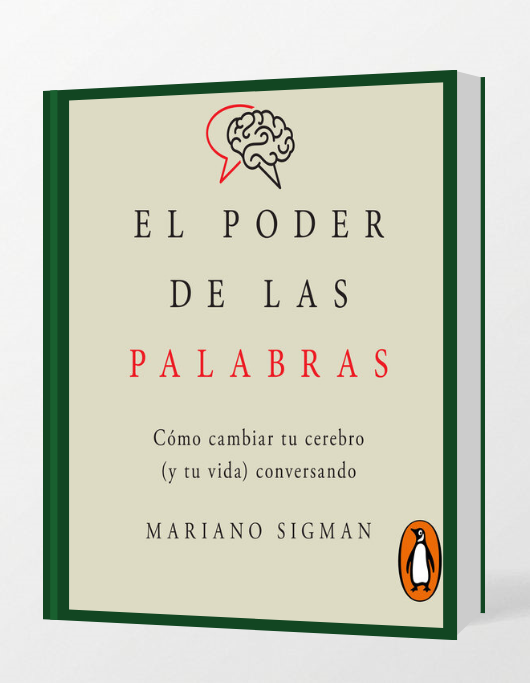 EL PODER
DE LAS
PALABRAS
Cómo cambiar tu cerebro
(y tu vida) conversando
MARIANO SIGMAN